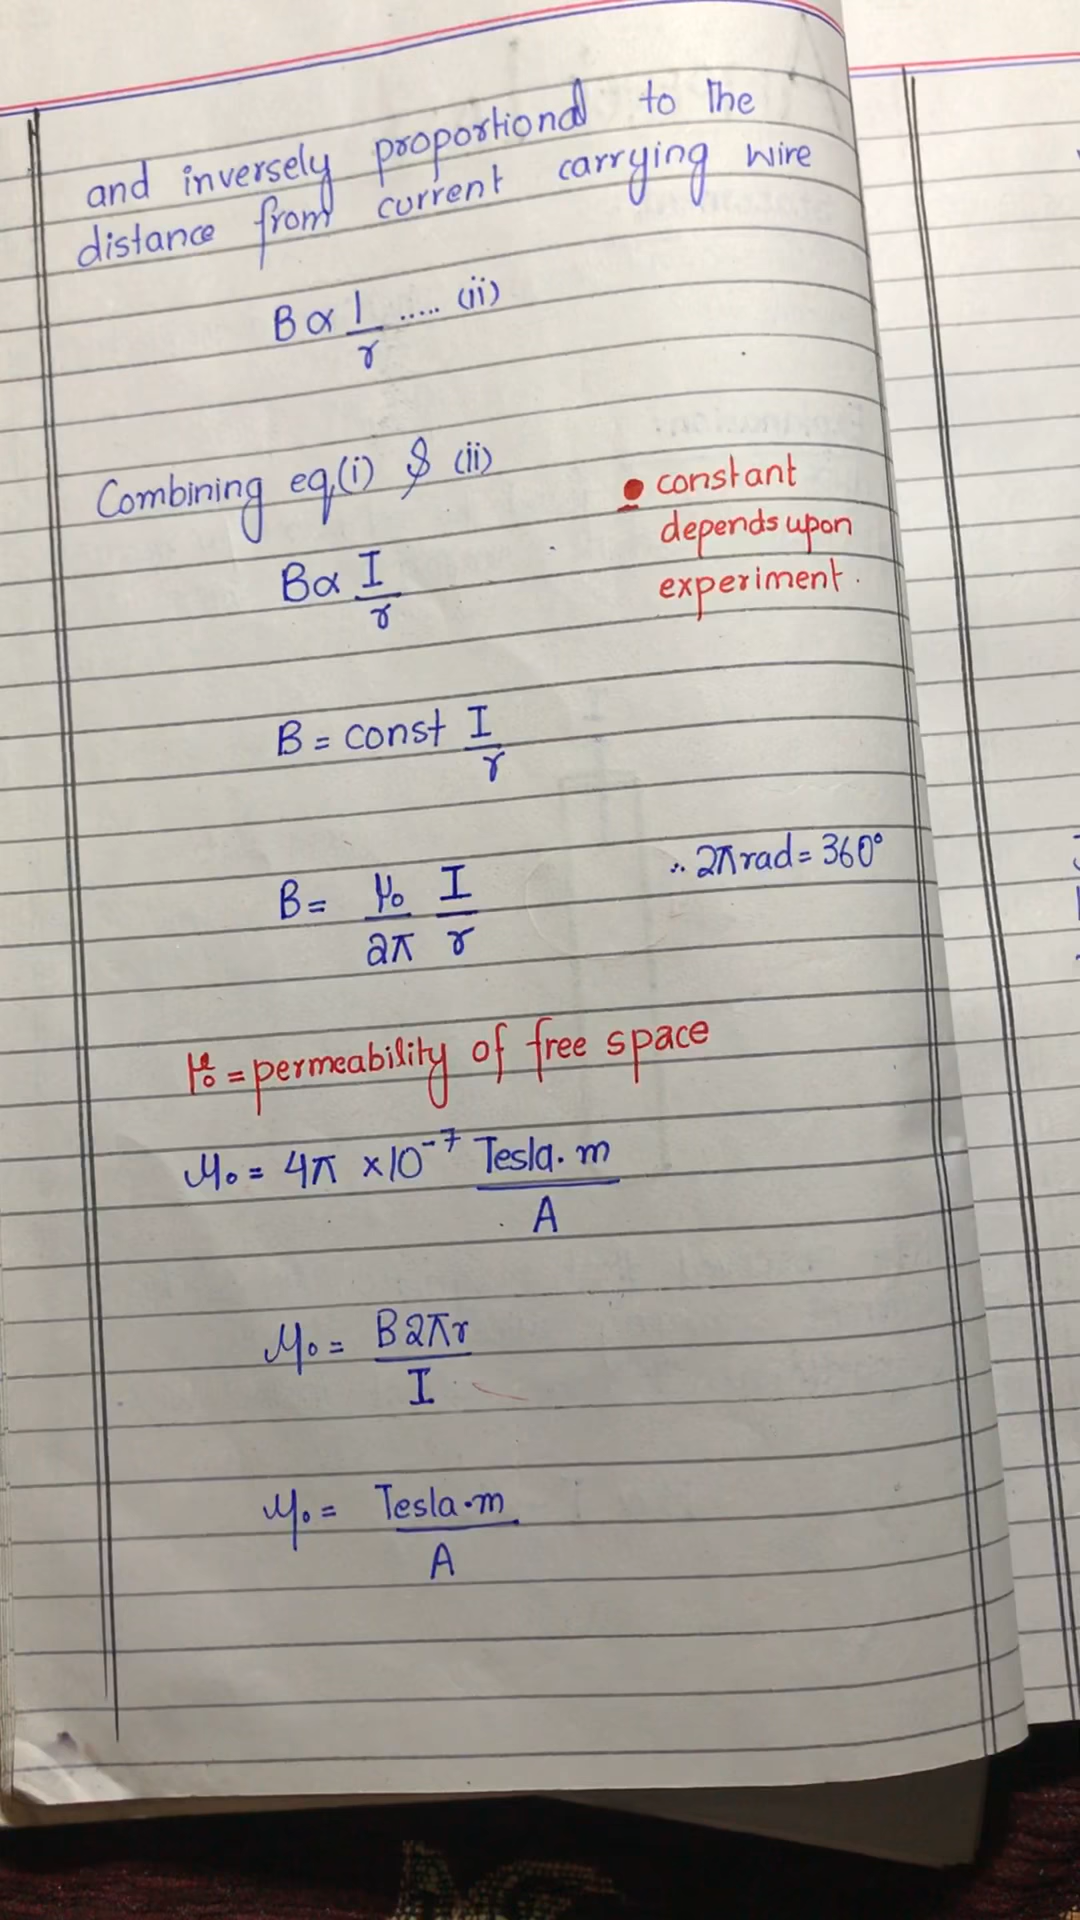 and inversely proportional to the
distance from current carrying wire
B ∝ 1/r ..... (ii)
Combining eq,(i) & (ii)
• constant
depends upon
experiment.
B ∝ I/r
B = const I/r
B = μ₀/2π I/r
∴ 2π rad = 360°
μ₀ = permeability of free space
μ₀ = 4π × 10⁻⁷ Tesla. m/A
μ₀ = B2πr/I
μ₀ = Tesla.m/A